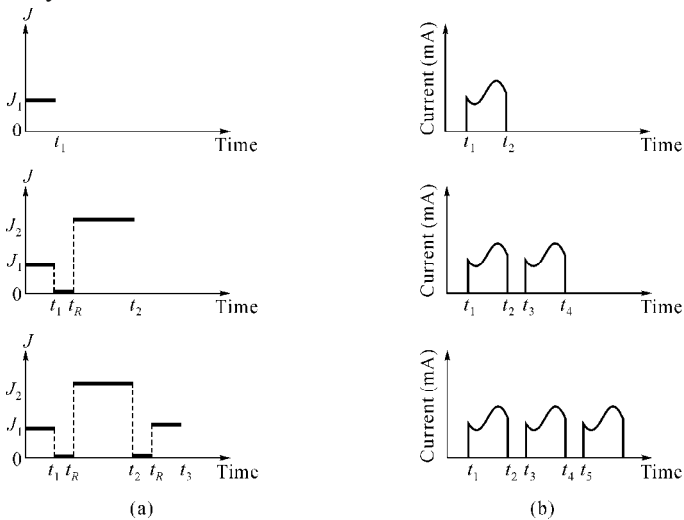 J
J1
0
t1
Time
Current (mA)
t1 t2
Time
J
J2
J1
0
t1 tR t2
Time
Current (mA)
t1 t2 t3 t4
Time
J
J2
J1
0
t1 tR t2 tR t3
Time
Current (mA)
t1 t2 t3 t4 t5
Time
(a)
(b)